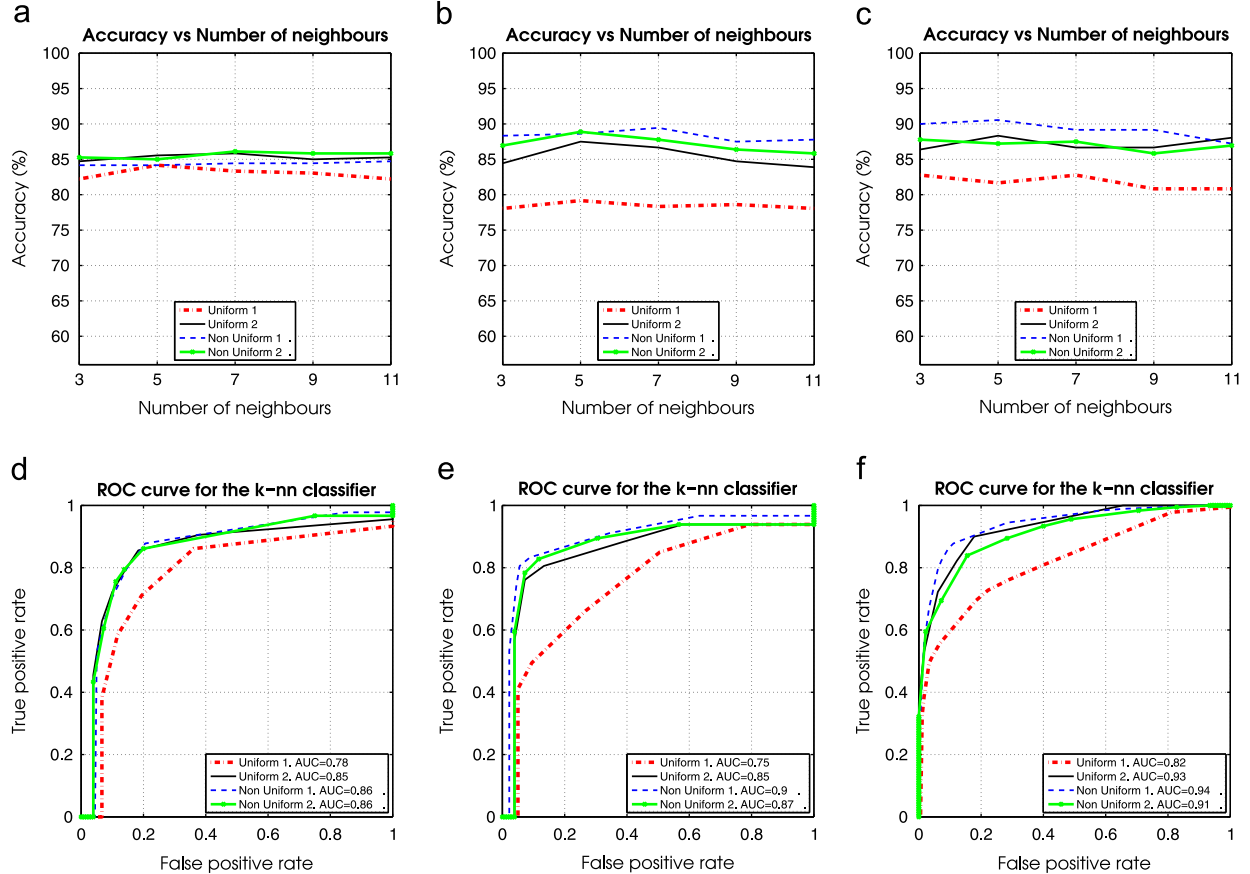 a
Accuracy vs Number of neighbours
100
95
90
85
80
75
70
65
60
Accuracy (%)
Uniform 1
Uniform 2
Non Uniform 1
Non Uniform 2
3 5 7 9 11
Number of neighbours
b
Accuracy vs Number of neighbours
100
95
90
85
80
75
70
65
60
Accuracy (%)
Uniform 1
Uniform 2
Non Uniform 1
Non Uniform 2
3 5 7 9 11
Number of neighbours
c
Accuracy vs Number of neighbours
100
95
90
85
80
75
70
65
60
Accuracy (%)
Uniform 1
Uniform 2
Non Uniform 1
Non Uniform 2
3 5 7 9 11
Number of neighbours
d
ROC curve for the k-nn classifier
1
0.8
0.6
0.4
0.2
0
True positive rate
Uniform 1. AUC=0.78
Uniform 2. AUC=0.85
Non Uniform 1. AUC=0.86
Non Uniform 2. AUC=0.86
0 0.2 0.4 0.6 0.8 1
False positive rate
e
ROC curve for the k-nn classifier
1
0.8
0.6
0.4
0.2
0
True positive rate
Uniform 1. AUC=0.75
Uniform 2. AUC=0.85
Non Uniform 1. AUC=0.9
Non Uniform 2. AUC=0.87
0 0.2 0.4 0.6 0.8 1
False positive rate
f
ROC curve for the k-nn classifier
1
0.8
0.6
0.4
0.2
0
True positive rate
Uniform 1. AUC=0.82
Uniform 2. AUC=0.93
Non Uniform 1. AUC=0.94
Non Uniform 2. AUC=0.91
0 0.2 0.4 0.6 0.8 1
False positive rate